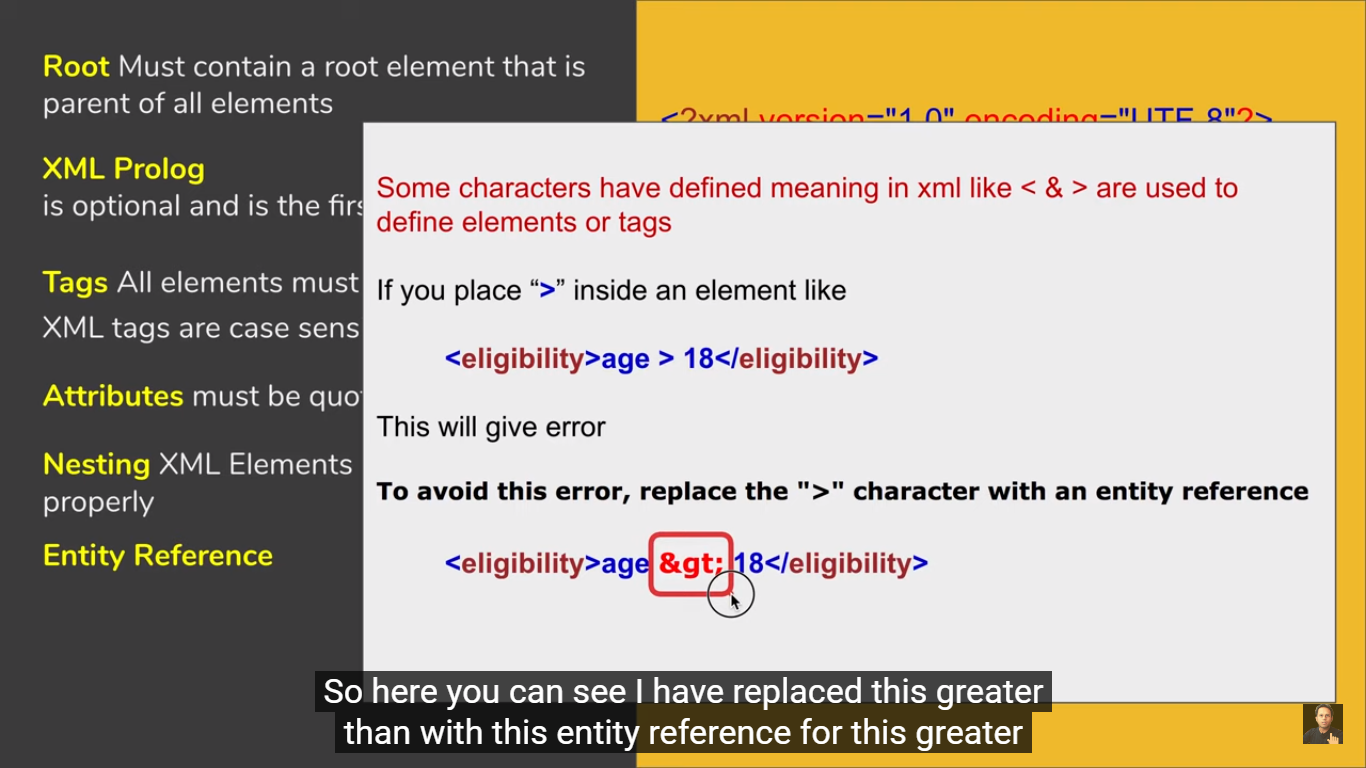 Root Must contain a root element that is
parent of all elements
XML Prolog
is optional and is the firs
Tags All elements must
XML tags are case sens
Attributes must be quot
Nesting XML Elements
properly
Entity Reference
<?xml version="1.0" encoding="UTF-8"?>
Some characters have defined meaning in xml like < & > are used to
define elements or tags
If you place “>” inside an element like
<eligibility>age > 18</eligibility>
This will give error
To avoid this error, replace the ">" character with an entity reference
<eligibility>age &gt; 18</eligibility>
So here you can see I have replaced this greater
than with this entity reference for this greater